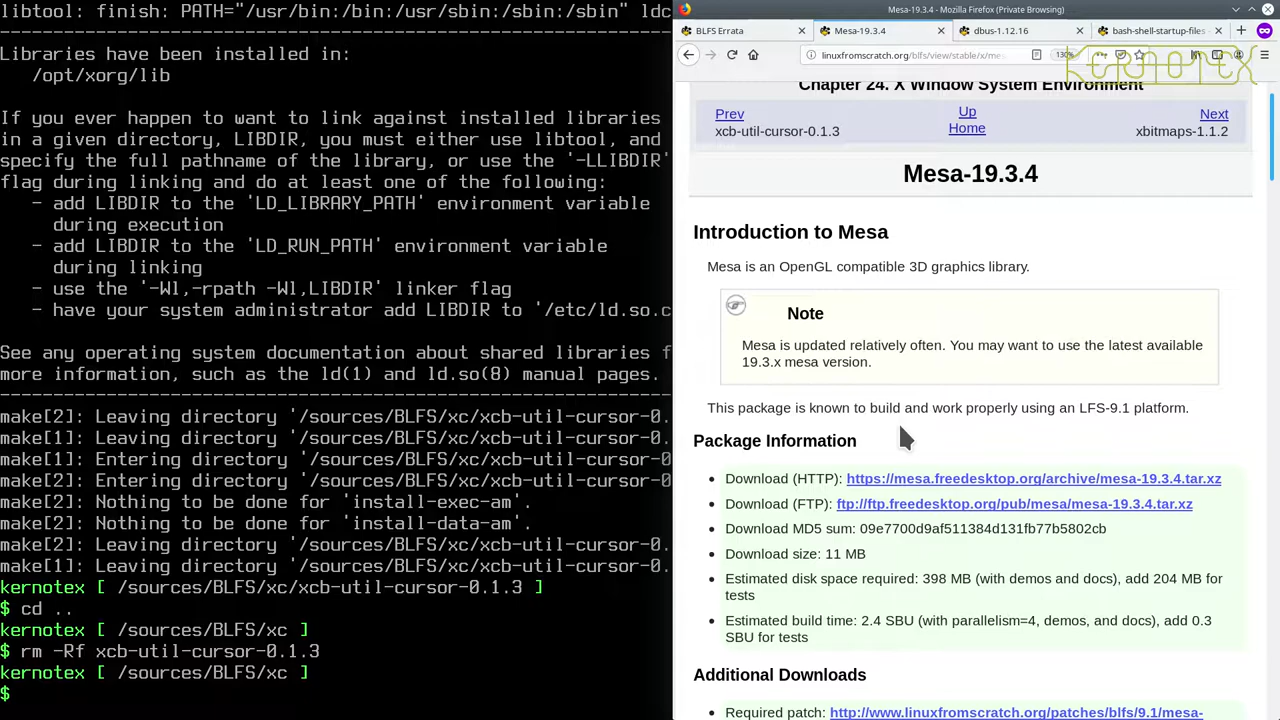 libtool: finish: PATH="/usr/bin:/bin:/usr/sbin:/sbin:/sbin" ldc
Libraries have been installed in:
/opt/xorg/lib
If you ever happen to want to link against installed libraries
in a given directory, LIBDIR, you must either use libtool, and
specify the full pathname of the library, or use the '-LLIBDIR'
flag during linking and do at least one of the following:
- add LIBDIR to the 'LD_LIBRARY_PATH' environment variable
during execution
- add LIBDIR to the 'LD_RUN_PATH' environment variable
during linking
- use the '-Wl,-rpath -Wl,LIBDIR' linker flag
- have your system administrator add LIBDIR to '/etc/ld.so.c
See any operating system documentation about shared libraries f
more information, such as the ld(1) and ld.so(8) manual pages.
make[2]: Leaving directory '/sources/BLFS/xc/xcb-util-cursor-0.
make[1]: Leaving directory '/sources/BLFS/xc/xcb-util-cursor-0.
make[1]: Entering directory '/sources/BLFS/xc/xcb-util-cursor-0.
make[2]: Entering directory '/sources/BLFS/xc/xcb-util-cursor-0.
make[2]: Nothing to be done for 'install-exec-am'.
make[2]: Nothing to be done for 'install-data-am'.
make[2]: Leaving directory '/sources/BLFS/xc/xcb-util-cursor-0.
make[1]: Leaving directory '/sources/BLFS/xc/xcb-util-cursor-0.
kernotex [ /sources/BLFS/xc/xcb-util-cursor-0.1.3 ]
$ cd ..
kernotex [ /sources/BLFS/xc ]
$ rm -Rf xcb-util-cursor-0.1.3
kernotex [ /sources/BLFS/xc ]
$
Mesa-19.3.4 - Mozilla Firefox (Private Browsing)
BLFS Errata
Mesa-19.3.4
dbus-1.12.16
bash-shell-startup-files
linuxfromscratch.org/blfs/view/stable/x/me
130%
KERNOTEX
Chapter 24. X Window System Environment
Prev
Up
Next
xcb-util-cursor-0.1.3
Home
xbitmaps-1.1.2
Mesa-19.3.4
Introduction to Mesa
Mesa is an OpenGL compatible 3D graphics library.
Note
Mesa is updated relatively often. You may want to use the latest available
19.3.x mesa version.
This package is known to build and work properly using an LFS-9.1 platform.
Package Information
Download (HTTP): https://mesa.freedesktop.org/archive/mesa-19.3.4.tar.xz
Download (FTP): ftp://ftp.freedesktop.org/pub/mesa/mesa-19.3.4.tar.xz
Download MD5 sum: 09e7700d9af511384d131fb77b5802cb
Download size: 11 MB
Estimated disk space required: 398 MB (with demos and docs), add 204 MB for
tests
Estimated build time: 2.4 SBU (with parallelism=4, demos, and docs), add 0.3
SBU for tests
Additional Downloads
Required patch: http://www.linuxfromscratch.org/patches/blfs/9.1/mesa-